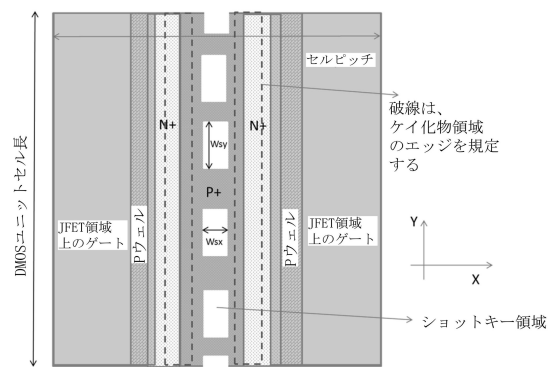 セルピッチ
破線は、
ケイ化物領域
のエッジを規定
する
N+
N+
Wsy
P+
Wsx
DMOSユニットセル長
JFET領域
上のゲート
Pウェル
Pウェル
JFET領域
上のゲート
Y
X
ショットキー領域